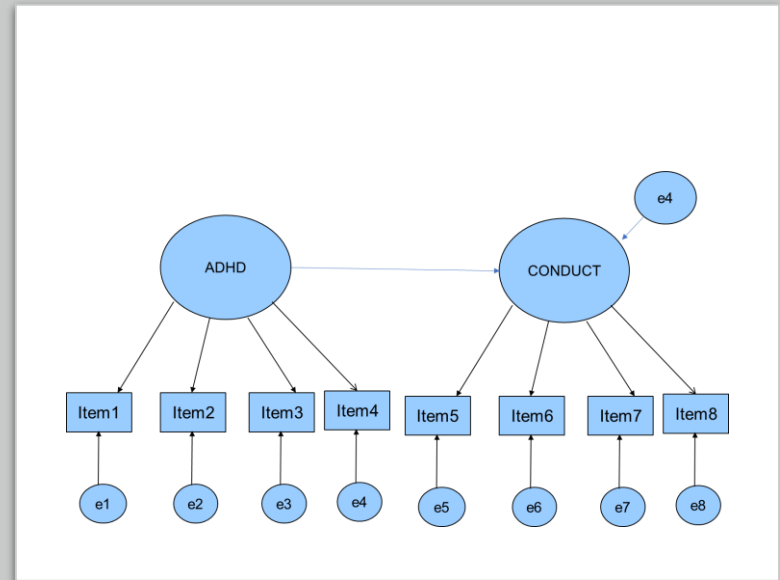 e4
ADHD
CONDUCT
Item1
Item2
Item3
Item4
Item5
Item6
Item7
Item8
e1
e2
e3
e4
e5
e6
e7
e8